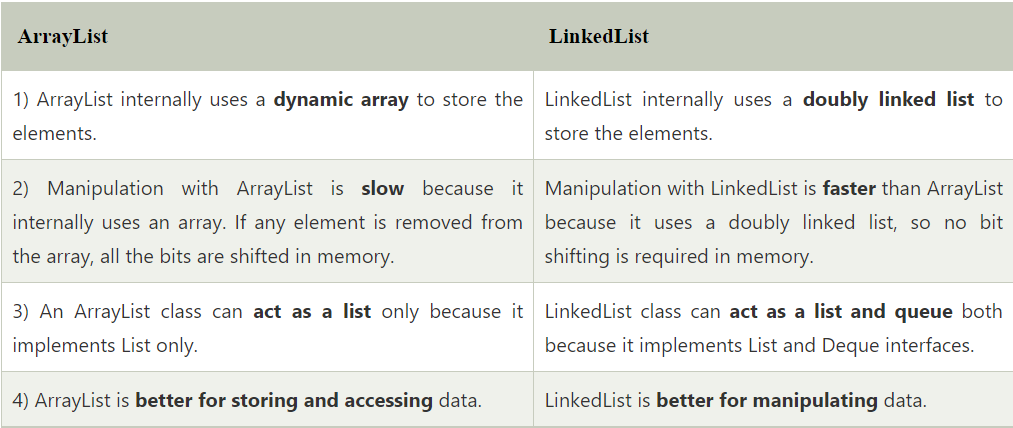 ArrayList
LinkedList
1) ArrayList internally uses a dynamic array to store the
elements.
LinkedList internally uses a doubly linked list to
store the elements.
2) Manipulation with ArrayList is slow because it
internally uses an array. If any element is removed from
the array, all the bits are shifted in memory.
Manipulation with LinkedList is faster than ArrayList
because it uses a doubly linked list, so no bit
shifting is required in memory.
3) An ArrayList class can act as a list only because it
implements List only.
LinkedList class can act as a list and queue both
because it implements List and Deque interfaces.
4) ArrayList is better for storing and accessing data.
LinkedList is better for manipulating data.